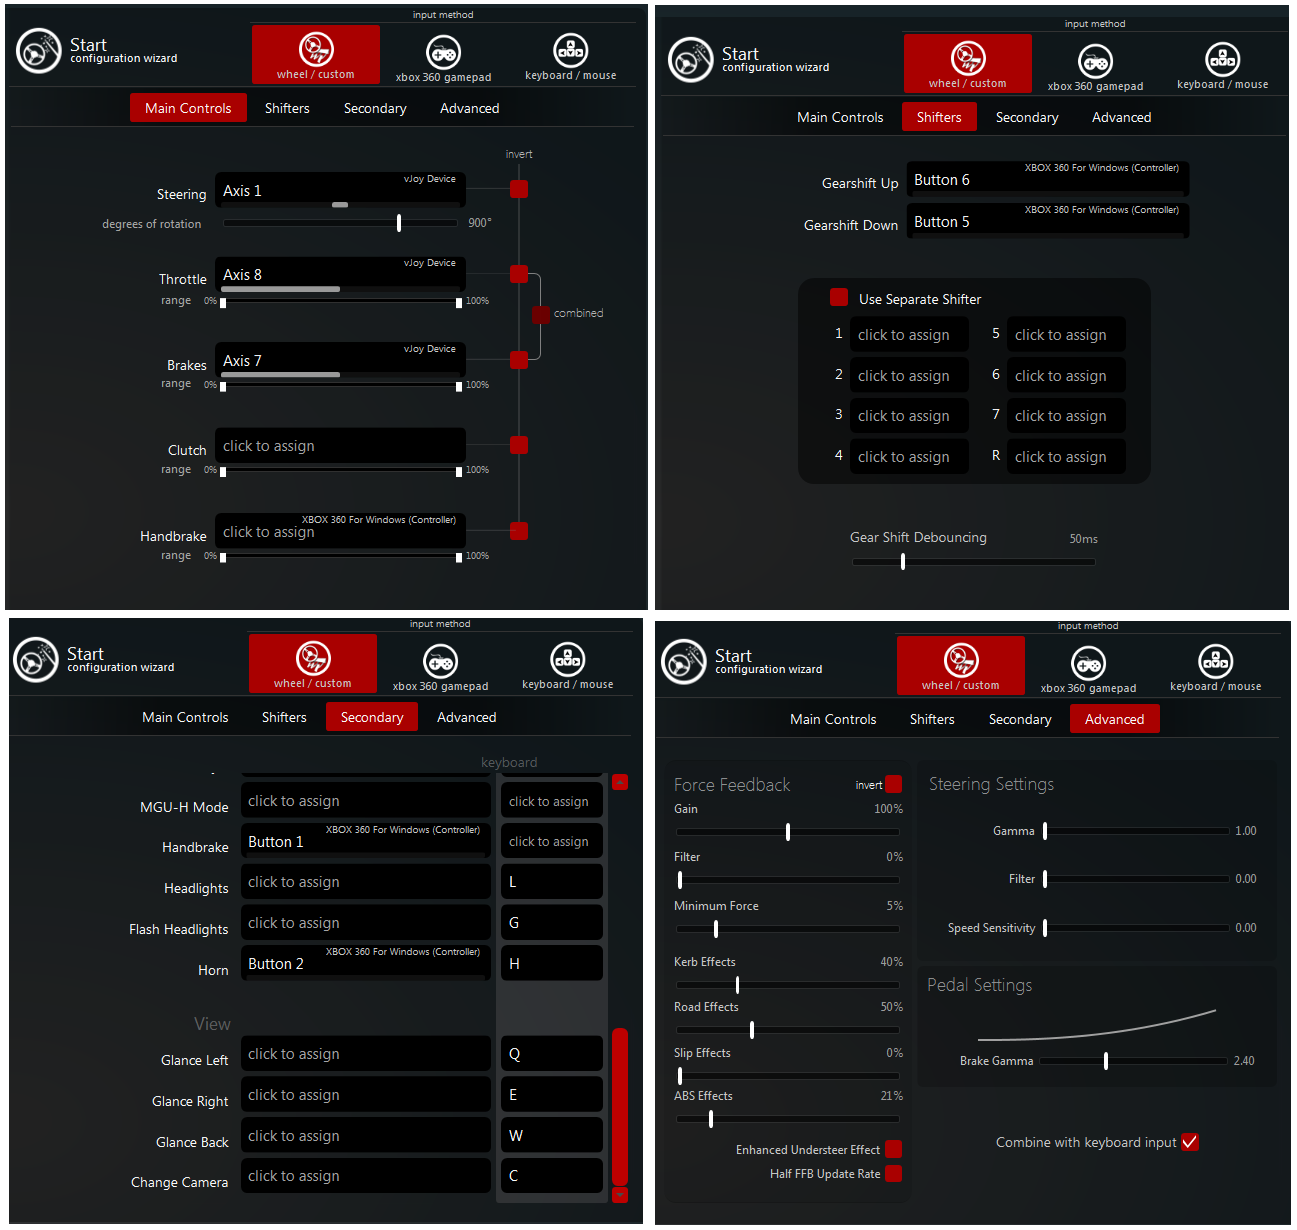 input method
Start
configuration wizard
wheel / custom
xbox 360 gamepad
keyboard / mouse
Main Controls
Shifters
Secondary
Advanced
invert
Steering
Axis 1
vJoy Device
degrees of rotation
900°
Throttle
Axis 8
vJoy Device
range
0%
100%
combined
Brakes
Axis 7
vJoy Device
range
0%
100%
Clutch
click to assign
range
0%
100%
Handbrake
click to assign
XBOX 360 For Windows (Controller)
range
0%
100%
input method
Start
configuration wizard
wheel / custom
xbox 360 gamepad
keyboard / mouse
Main Controls
Shifters
Secondary
Advanced
Gearshift Up
Button 6
XBOX 360 For Windows (Controller)
Gearshift Down
Button 5
XBOX 360 For Windows (Controller)
Use Separate Shifter
1 click to assign
5 click to assign
2 click to assign
6 click to assign
3 click to assign
7 click to assign
4 click to assign
R click to assign
Gear Shift Debouncing
50ms
input method
Start
configuration wizard
wheel / custom
xbox 360 gamepad
keyboard / mouse
Main Controls
Shifters
Secondary
Advanced
keyboard
MGU-H Mode
click to assign
click to assign
Handbrake
Button 1
XBOX 360 For Windows (Controller)
click to assign
Headlights
click to assign
L
Flash Headlights
click to assign
G
Horn
Button 2
XBOX 360 For Windows (Controller)
H
View
Glance Left
click to assign
Q
Glance Right
click to assign
E
Glance Back
click to assign
W
Change Camera
click to assign
C
input method
Start
configuration wizard
wheel / custom
xbox 360 gamepad
keyboard / mouse
Main Controls
Shifters
Secondary
Advanced
Force Feedback
invert
Gain
100%
Filter
0%
Minimum Force
5%
Kerb Effects
40%
Road Effects
50%
Slip Effects
0%
ABS Effects
21%
Enhanced Understeer Effect
Half FFB Update Rate
Steering Settings
Gamma
1.00
Filter
0.00
Speed Sensitivity
0.00
Pedal Settings
Brake Gamma
2.40
Combine with keyboard input